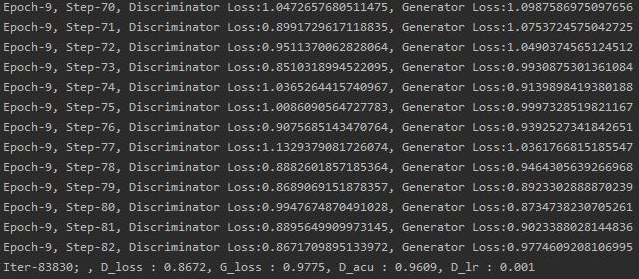 Epoch-9, Step-70, Discriminator Loss:1.0472657680511475, Generator Loss:1.0987586975097656
Epoch-9, Step-71, Discriminator Loss:0.8991729617118835, Generator Loss:1.0753724575042725
Epoch-9, Step-72, Discriminator Loss:0.9511370062828064, Generator Loss:1.0490374565124512
Epoch-9, Step-73, Discriminator Loss:0.8510318994522095, Generator Loss:0.9930875301361084
Epoch-9, Step-74, Discriminator Loss:1.0365264415740967, Generator Loss:0.9139898419380188
Epoch-9, Step-75, Discriminator Loss:1.0086090564727783, Generator Loss:0.9997328519821167
Epoch-9, Step-76, Discriminator Loss:0.9075685143470764, Generator Loss:0.9392527341842651
Epoch-9, Step-77, Discriminator Loss:1.1329379081726074, Generator Loss:1.0361766815185547
Epoch-9, Step-78, Discriminator Loss:0.8882601857185364, Generator Loss:0.9464305639266968
Epoch-9, Step-79, Discriminator Loss:0.8689069151878357, Generator Loss:0.8923302888870239
Epoch-9, Step-80, Discriminator Loss:0.9947674870491028, Generator Loss:0.8734738230705261
Epoch-9, Step-81, Discriminator Loss:0.8895649909973145, Generator Loss:0.9023388028144836
Epoch-9, Step-82, Discriminator Loss:0.8671709895133972, Generator Loss:0.9774609208106995
Iter-83830; , D_loss : 0.8672, G_loss : 0.9775, D_acu : 0.9609, D_lr : 0.001